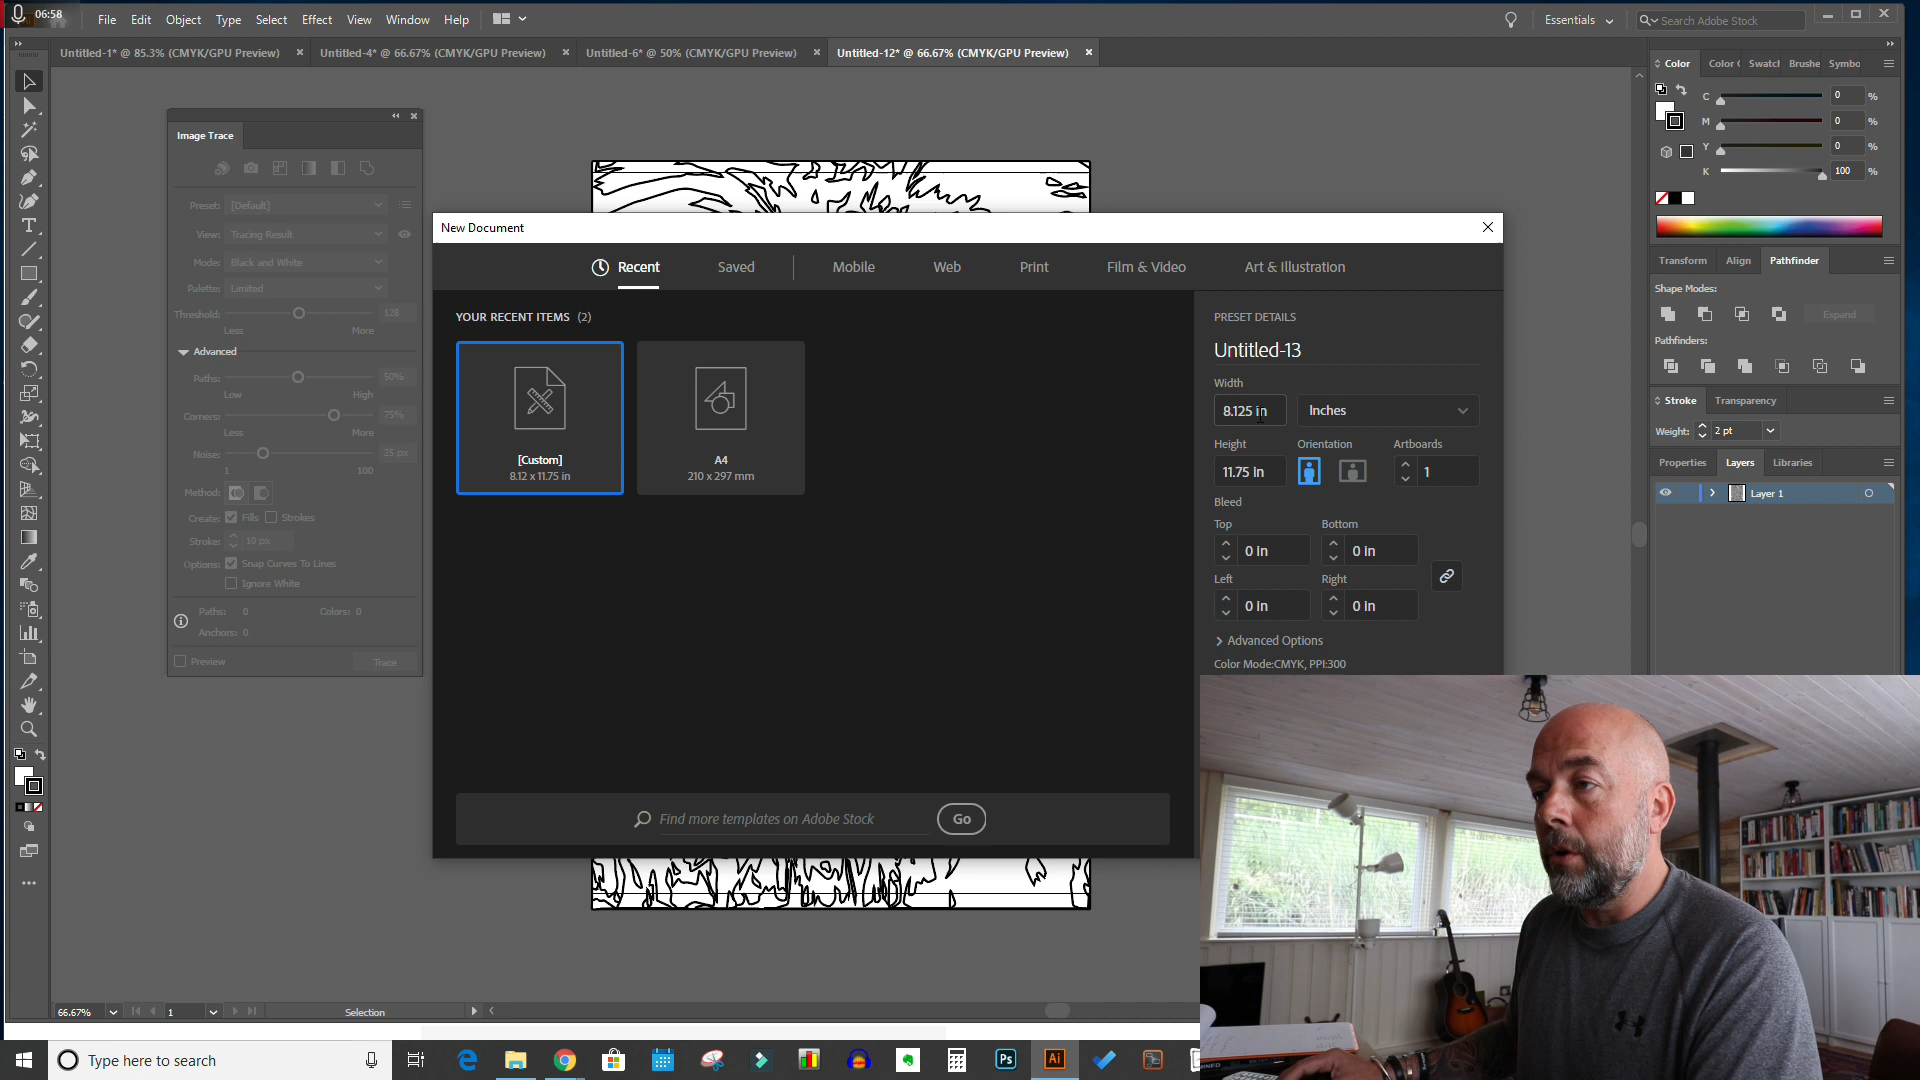 06:58
File Edit Object Type Select Effect View Window Help
Essentials
Search Adobe Stock
Untitled-1* @ 85.3% (CMYK/GPU Preview) Untitled-4* @ 66.67% (CMYK/GPU Preview) Untitled-6* @ 50% (CMYK/GPU Preview) Untitled-12* @ 66.67% (CMYK/GPU Preview)
Image Trace
Preset: [Default]
View: Tracing Result
Mode: Black and White
Palette: Limited
Threshold: 128
Less More
Advanced
Paths: 50%
Low High
Corners: 75%
Less More
Noise: 25 px
1 100
Method:
Create: Fills Strokes
Stroke: 10 px
Options: Snap Curves To Lines
Ignore White
Paths: 0 Colors: 0
Anchors: 0
Preview Trace
New Document
Recent Saved Mobile Web Print Film & Video Art & Illustration
YOUR RECENT ITEMS (2)
[Custom]
8.12 x 11.75 in
A4
210 x 297 mm
Find more templates on Adobe Stock Go
PRESET DETAILS
Untitled-13
Width
8.125 in Inches
Height Orientation Artboards
11.75 in 1
Bleed
Top Bottom
0 in 0 in
Left Right
0 in 0 in
Advanced Options
Color Mode:CMYK, PPI:300
Color Color G Swatch Brushe Symbo
C 0 %
M 0 %
Y 0 %
K 100 %
Transform Align Pathfinder
Shape Modes:
Expand
Pathfinders:
Stroke Transparency
Weight: 2 pt
Properties Layers Libraries
Layer 1
66.67% 1 Selection
Type here to search
Ps Ai